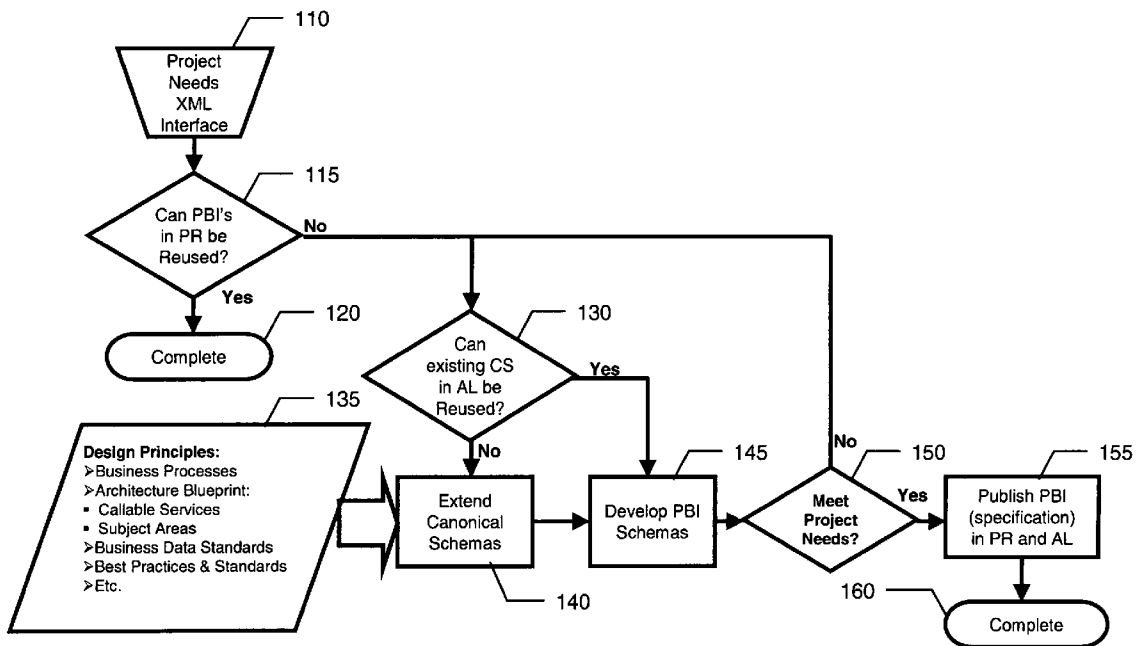 110
Project
Needs
XML
Interface
115
Can PBI's
in PR be
Reused?
No
Yes
120
Complete
130
Can
existing CS
in AL be
Reused?
Yes
No
135
Design Principles:
➢Business Processes
➢Architecture Blueprint:
▪ Callable Services
▪ Subject Areas
➢Business Data Standards
➢Best Practices & Standards
➢Etc.
Extend
Canonical
Schemas
140
145
Develop PBI
Schemas
No
150
Meet
Project
Needs?
Yes
155
Publish PBI
(specification)
in PR and AL
160
Complete